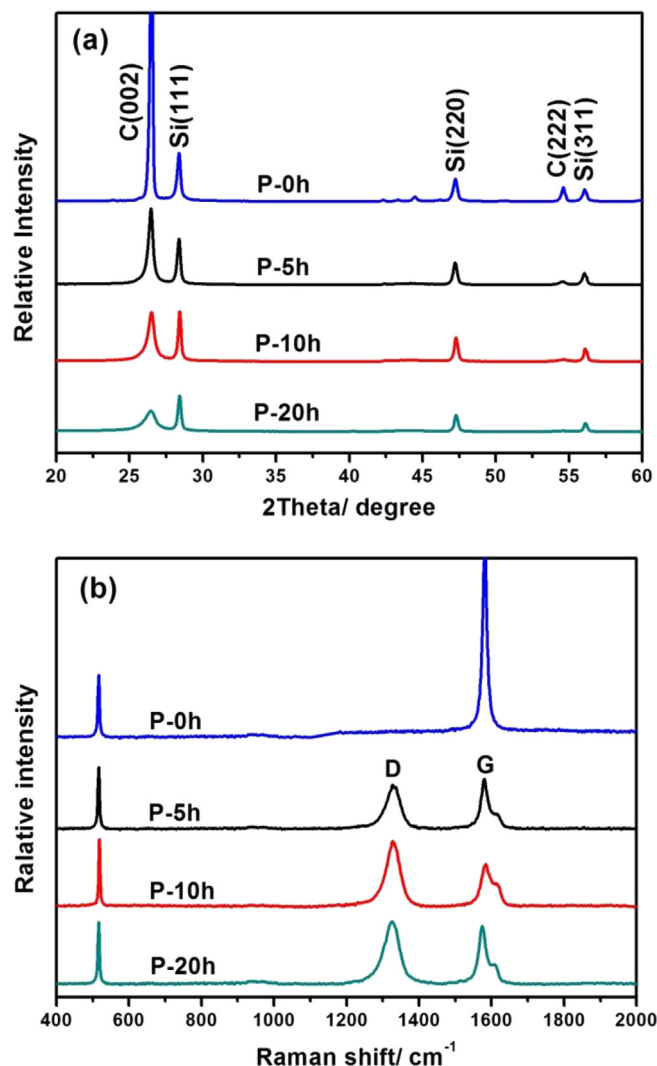 (a)
C(002)
Si(111)
Si(220)
C(222)
Si(311)
P-0h
P-5h
P-10h
P-20h
Relative Intensity
20 25 30 35 40 45 50 55 60
2Theta/ degree
(b)
P-0h
D
G
P-5h
P-10h
P-20h
Ralative intensity
400 600 800 1000 1200 1400 1600 1800 2000
Raman shift/ cm⁻¹